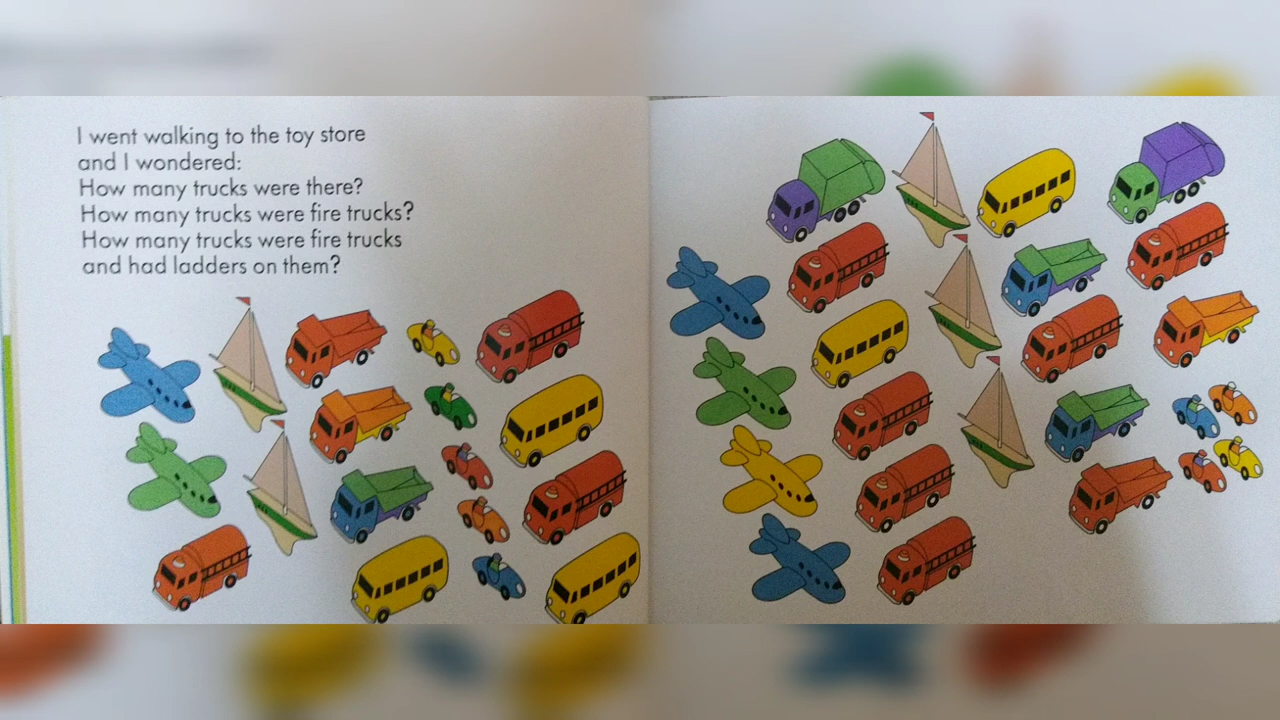 I went walking to the toy store
and I wondered:
How many trucks were there?
How many trucks were fire trucks?
How many trucks were fire trucks
and had ladders on them?